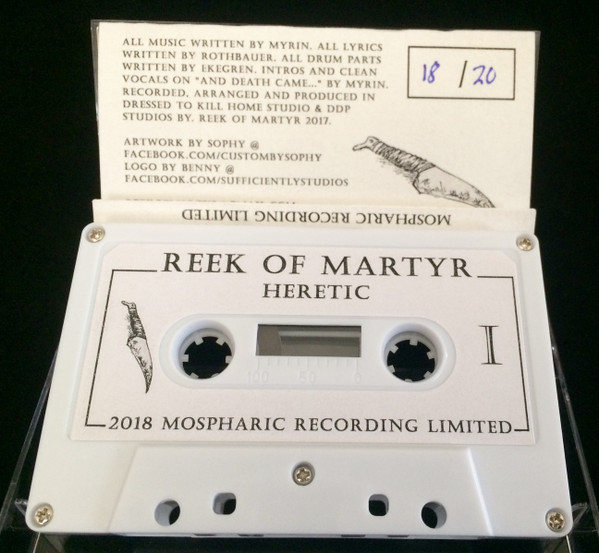 ALL MUSIC WRITTEN BY MYRIN. ALL LYRICS
WRITTEN BY ROTHBAUER. ALL DRUM PARTS
WRITTEN BY EKEGREN. INTROS AND CLEAN
VOCALS ON "AND DEATH CAME..." BY MYRIN.
RECORDED, ARRANGED AND PRODUCED IN
DRESSED TO KILL HOME STUDIO & DDP
STUDIOS BY. REEK OF MARTYR 2017.
18 / 20
ARTWORK BY SOPHY @
FACEBOOK.COM/CUSTOMBYSOPHY
LOGO BY BENNY @
FACEBOOK.COM/SUFFICIENTLYSTUDIOS
MOSPHARIC RECORDING LIMITED
REEK OF MARTYR
HERETIC
I
100 50 0
2018 MOSPHARIC RECORDING LIMITED